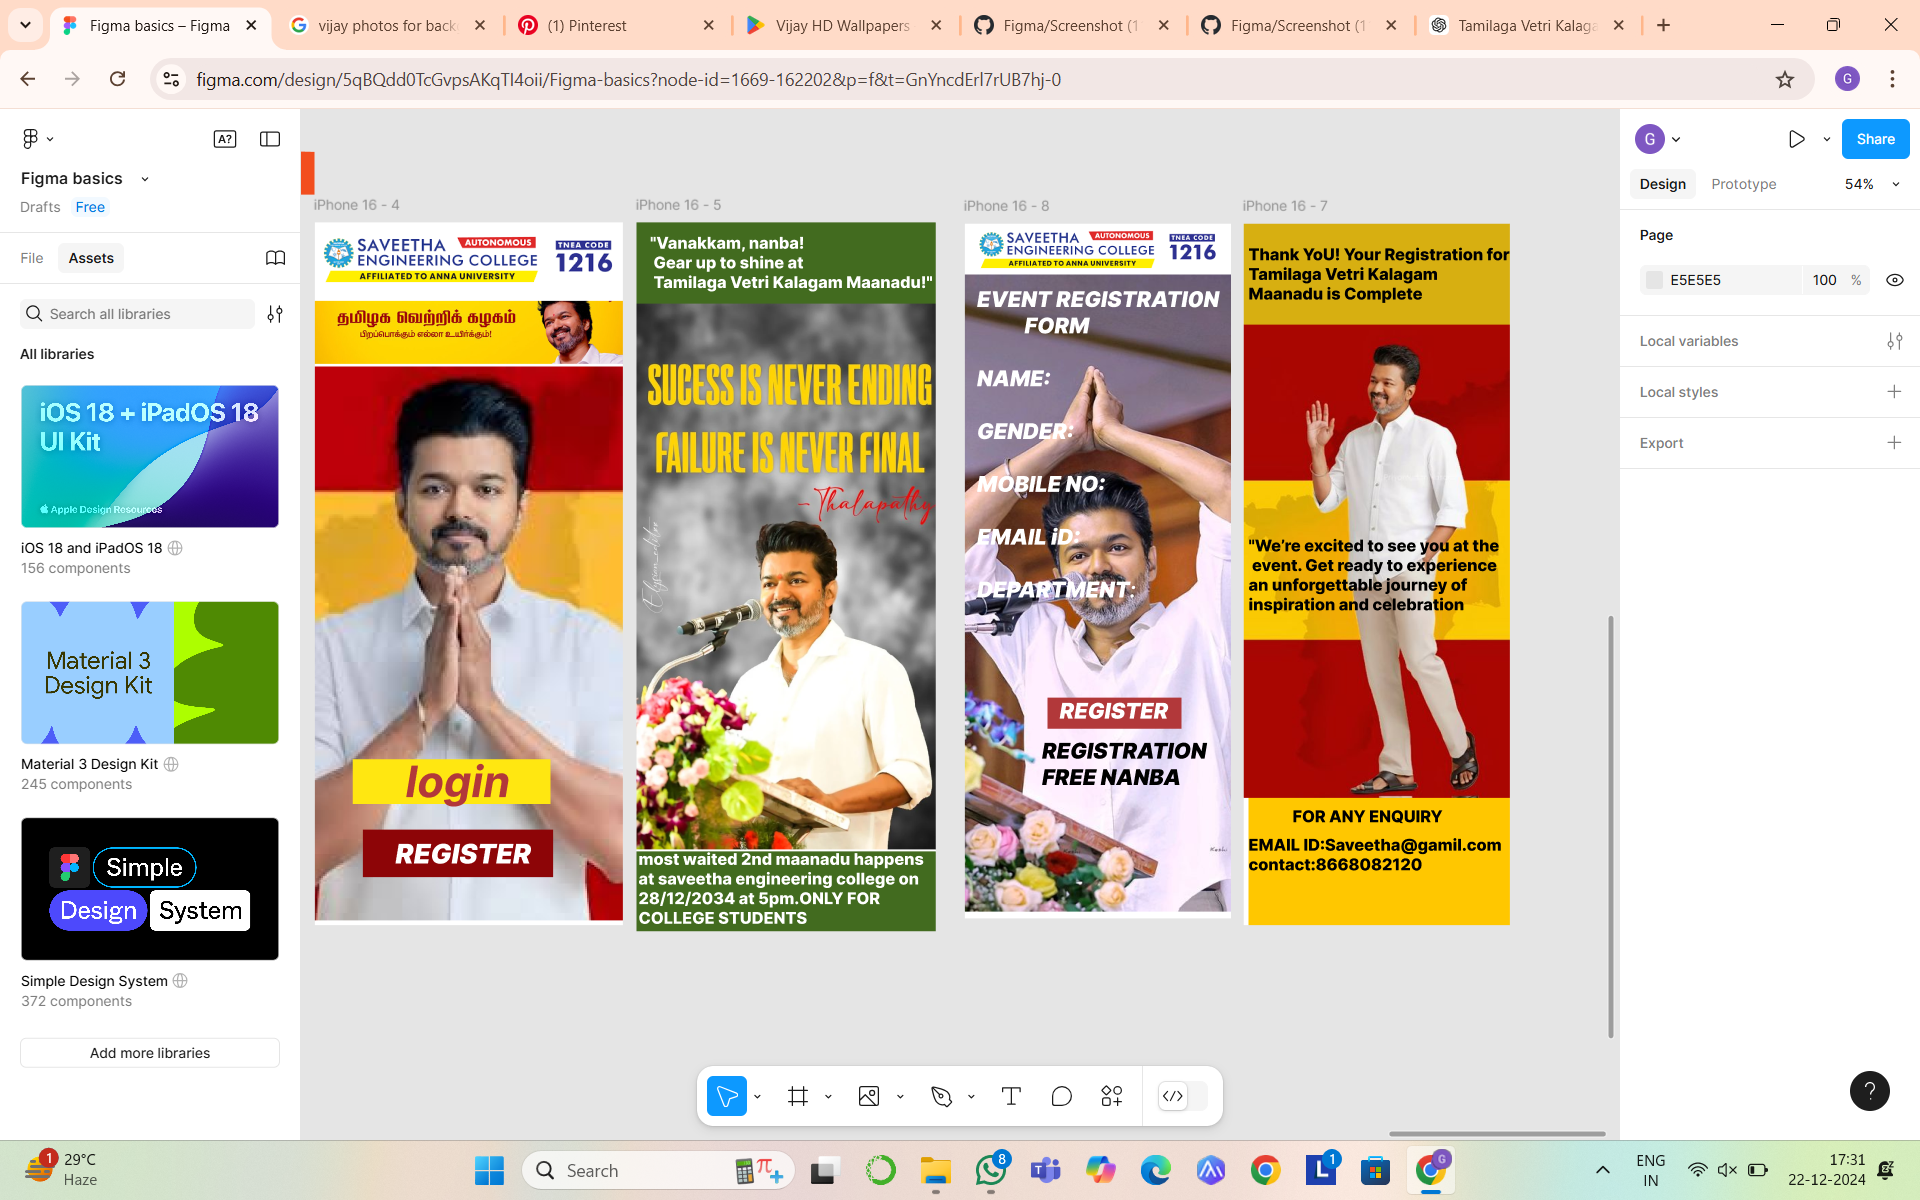 Figma basics – Figma
vijay photos for back
(1) Pinterest
Vijay HD Wallpapers
Figma/Screenshot (1
Figma/Screenshot (1
Tamilaga Vetri Kalaga
figma.com/design/5qBQdd0TcGvpsAKqTI4oii/Figma-basics?node-id=1669-162202&p=f&t=GnYncdErl7rUB7hj-0
G
A?
Figma basics
Drafts
Free
File
Assets
Search all libraries
All libraries
iOS 18 + iPadOS 18
UI Kit
Apple Design Resources
iOS 18 and iPadOS 18
156 components
Material 3
Design Kit
Material 3 Design Kit
245 components
Simple
Design
System
Simple Design System
372 components
Add more libraries
iPhone 16 - 4
SAVEETHA
AUTONOMOUS
ENGINEERING COLLEGE
AFFILIATED TO ANNA UNIVERSITY
TNEA CODE
1216
தமிழக வெற்றிக் கழகம்
பிறப்பொக்கும் எல்லா உயிர்க்கும்!
login
REGISTER
iPhone 16 - 5
"Vanakkam, nanba!
Gear up to shine at
Tamilaga Vetri Kalagam Maanadu!"
SUCESS IS NEVER ENDING
FAILURE IS NEVER FINAL
– Thalapathy
most waited 2nd maanadu happens
at saveetha engineering college on
28/12/2034 at 5pm.ONLY FOR
COLLEGE STUDENTS
iPhone 16 - 8
SAVEETHA
AUTONOMOUS
ENGINEERING COLLEGE
AFFILIATED TO ANNA UNIVERSITY
TNEA CODE
1216
EVENT REGISTRATION
FORM
NAME:
GENDER:
MOBILE NO:
EMAIL iD:
DEPARTMENT:
REGISTER
REGISTRATION
FREE NANBA
iPhone 16 - 7
Thank YoU! Your Registration for
Tamilaga Vetri Kalagam
Maanadu is Complete
"We're excited to see you at the
event. Get ready to experience
an unforgettable journey of
inspiration and celebration
FOR ANY ENQUIRY
EMAIL ID:Saveetha@gamil.com
contact:8668082120
G
Share
Design
Prototype
54%
Page
E5E5E5
100 %
Local variables
Local styles
Export
?
1
29°C
Haze
Search
8
1
G
ENG
IN
17:31
22-12-2024